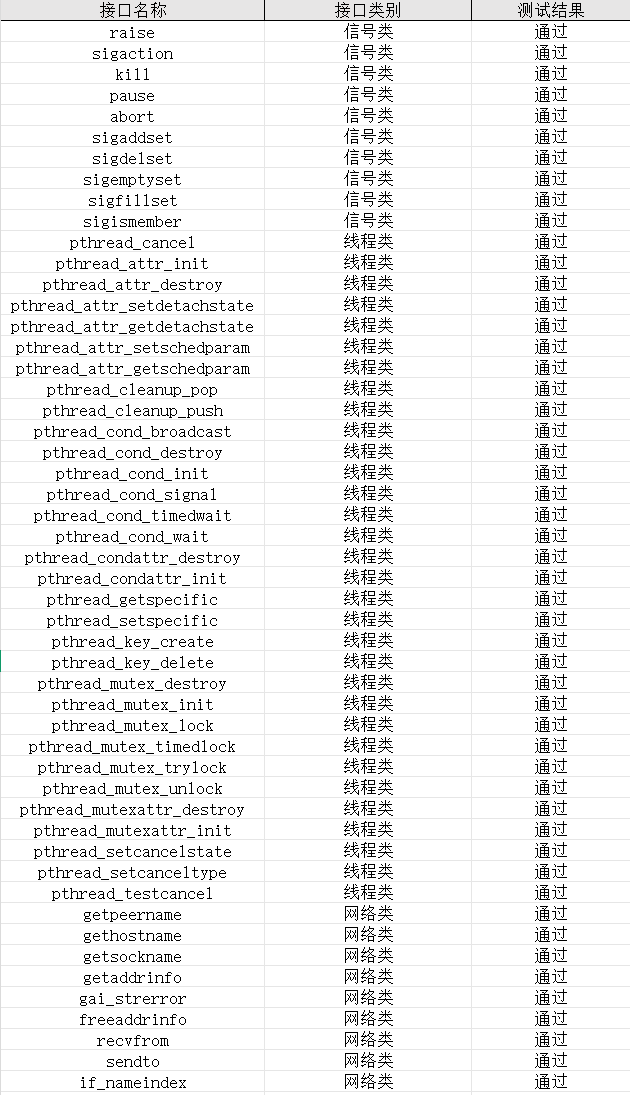 接口名称 接口类别 测试结果
raise 信号类 通过
sigaction 信号类 通过
kill 信号类 通过
pause 信号类 通过
abort 信号类 通过
sigaddset 信号类 通过
sigdelset 信号类 通过
sigemptyset 信号类 通过
sigfillset 信号类 通过
sigismember 信号类 通过
pthread_cancel 线程类 通过
pthread_attr_init 线程类 通过
pthread_attr_destroy 线程类 通过
pthread_attr_setdetachstate 线程类 通过
pthread_attr_getdetachstate 线程类 通过
pthread_attr_setschedparam 线程类 通过
pthread_attr_getschedparam 线程类 通过
pthread_cleanup_pop 线程类 通过
pthread_cleanup_push 线程类 通过
pthread_cond_broadcast 线程类 通过
pthread_cond_destroy 线程类 通过
pthread_cond_init 线程类 通过
pthread_cond_signal 线程类 通过
pthread_cond_timedwait 线程类 通过
pthread_cond_wait 线程类 通过
pthread_condattr_destroy 线程类 通过
pthread_condattr_init 线程类 通过
pthread_getspecific 线程类 通过
pthread_setspecific 线程类 通过
pthread_key_create 线程类 通过
pthread_key_delete 线程类 通过
pthread_mutex_destroy 线程类 通过
pthread_mutex_init 线程类 通过
pthread_mutex_lock 线程类 通过
pthread_mutex_timedlock 线程类 通过
pthread_mutex_trylock 线程类 通过
pthread_mutex_unlock 线程类 通过
pthread_mutexattr_destroy 线程类 通过
pthread_mutexattr_init 线程类 通过
pthread_setcancelstate 线程类 通过
pthread_setcanceltype 线程类 通过
pthread_testcancel 线程类 通过
getpeername 网络类 通过
gethostname 网络类 通过
getsockname 网络类 通过
getaddrinfo 网络类 通过
gai_strerror 网络类 通过
freeaddrinfo 网络类 通过
recvfrom 网络类 通过
sendto 网络类 通过
if_nameindex 网络类 通过